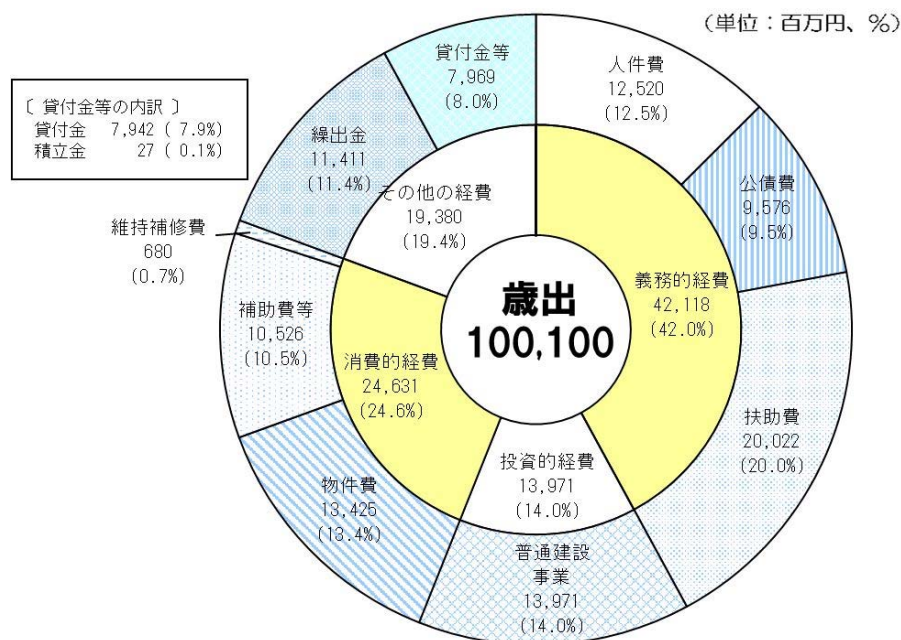 (単位：百万円、％)
〔 貸付金等の内訳 〕
貸付金 7,942 ( 7.9%)
積立金 27 ( 0.1%)
貸付金等
7,969
(8.0%)
人件費
12,520
(12.5%)
公債費
9,576
(9.5%)
扶助費
20,022
(20.0%)
普通建設
事業
13,971
(14.0%)
物件費
13,425
(13.4%)
補助費等
10,526
(10.5%)
維持補修費
680
(0.7%)
繰出金
11,411
(11.4%)
その他の経費
19,380
(19.4%)
義務的経費
42,118
(42.0%)
投資的経費
13,971
(14.0%)
消費的経費
24,631
(24.6%)
歳出
100,100